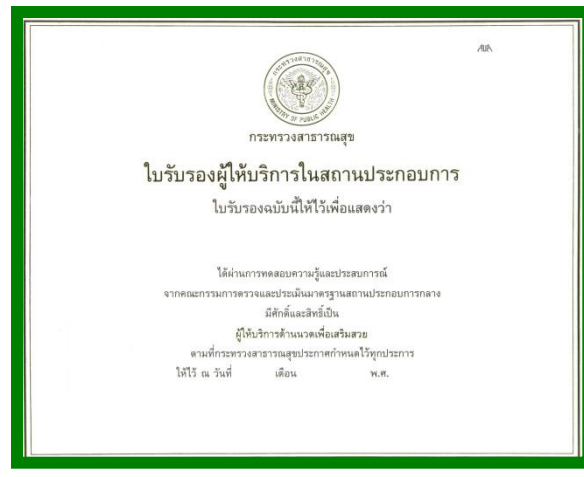 กระทรวงสาธารณสุข
MINISTRY OF PUBLIC HEALTH
กระทรวงสาธารณสุข
ใบรับรองผู้ให้บริการในสถานประกอบการ
ใบรับรองฉบับนี้ให้ไว้เพื่อแสดงว่า
ได้ผ่านการทดสอบความรู้และประสบการณ์
จากคณะกรรมการตรวจและประเมินมาตรฐานสถานประกอบการกลาง
มีศักดิ์และสิทธิ์เป็น
ผู้ให้บริการด้านนวดเพื่อเสริมสวย
ตามที่กระทรวงสาธารณสุขประกาศกำหนดไว้ทุกประการ
ให้ไว้ ณ วันที่ เดือน พ.ศ.